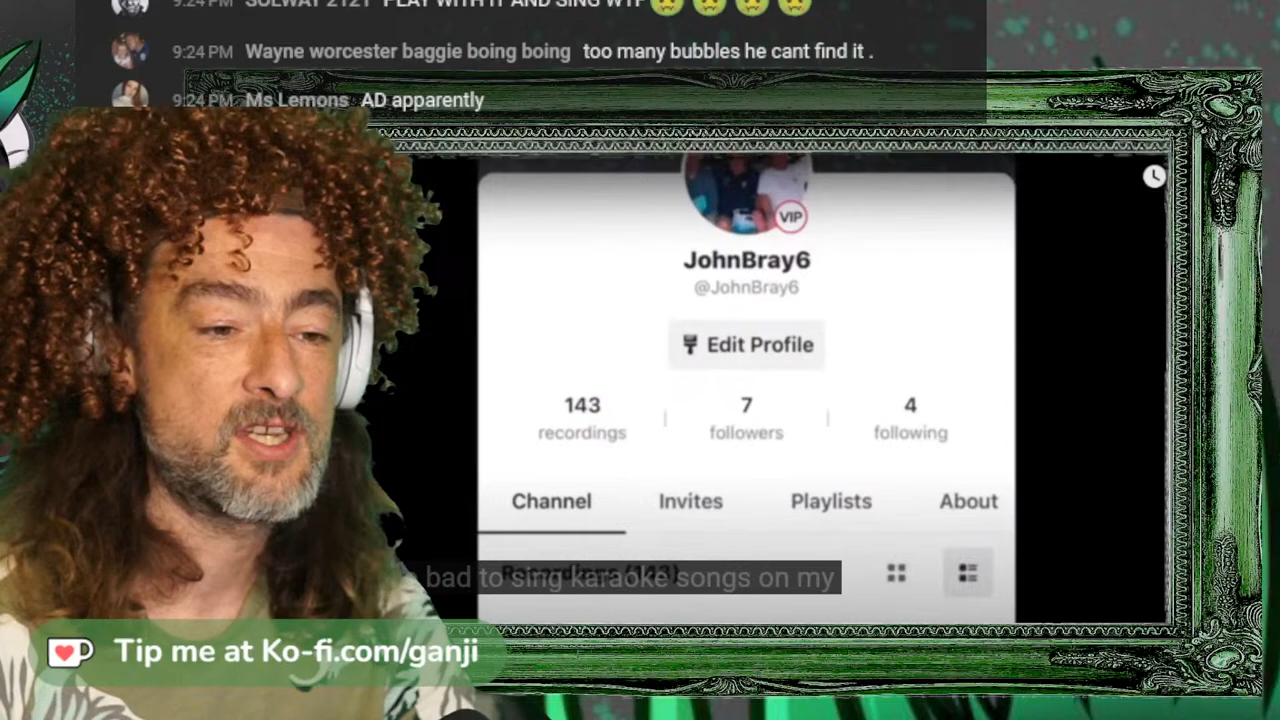 9:24 PM SOLWAY 2121 PLAY WITH IT AND SING WTF
9:24 PM Wayne worcester baggie boing boing too many bubbles he cant find it .
9:24 PM Ms Lemons AD apparently
VIP
JohnBray6
@JohnBray6
Edit Profile
143 7 4
recordings followers following
Channel Invites Playlists About
Recordings (143)
bad to sing karaoke songs on my
Tip me at Ko-fi.com/ganji